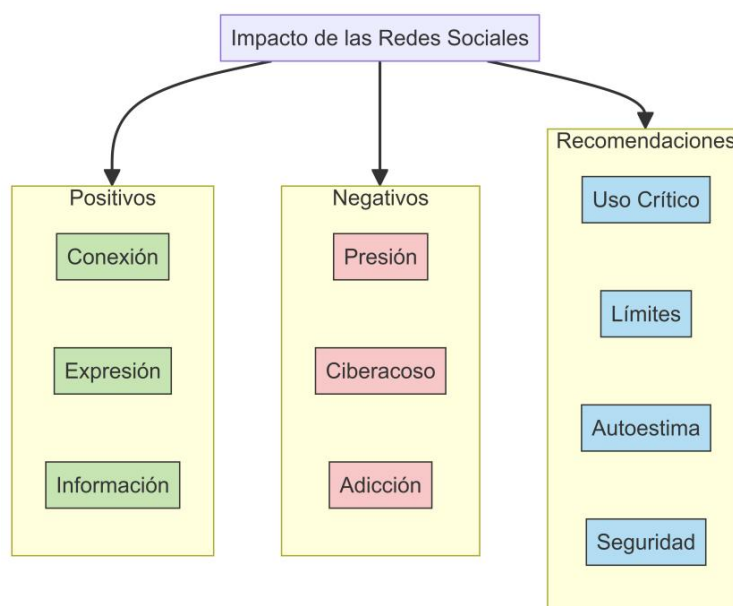 Impacto de las Redes Sociales
Positivos
Conexión
Expresión
Información
Negativos
Presión
Ciberacoso
Adicción
Recomendaciones
Uso Crítico
Límites
Autoestima
Seguridad